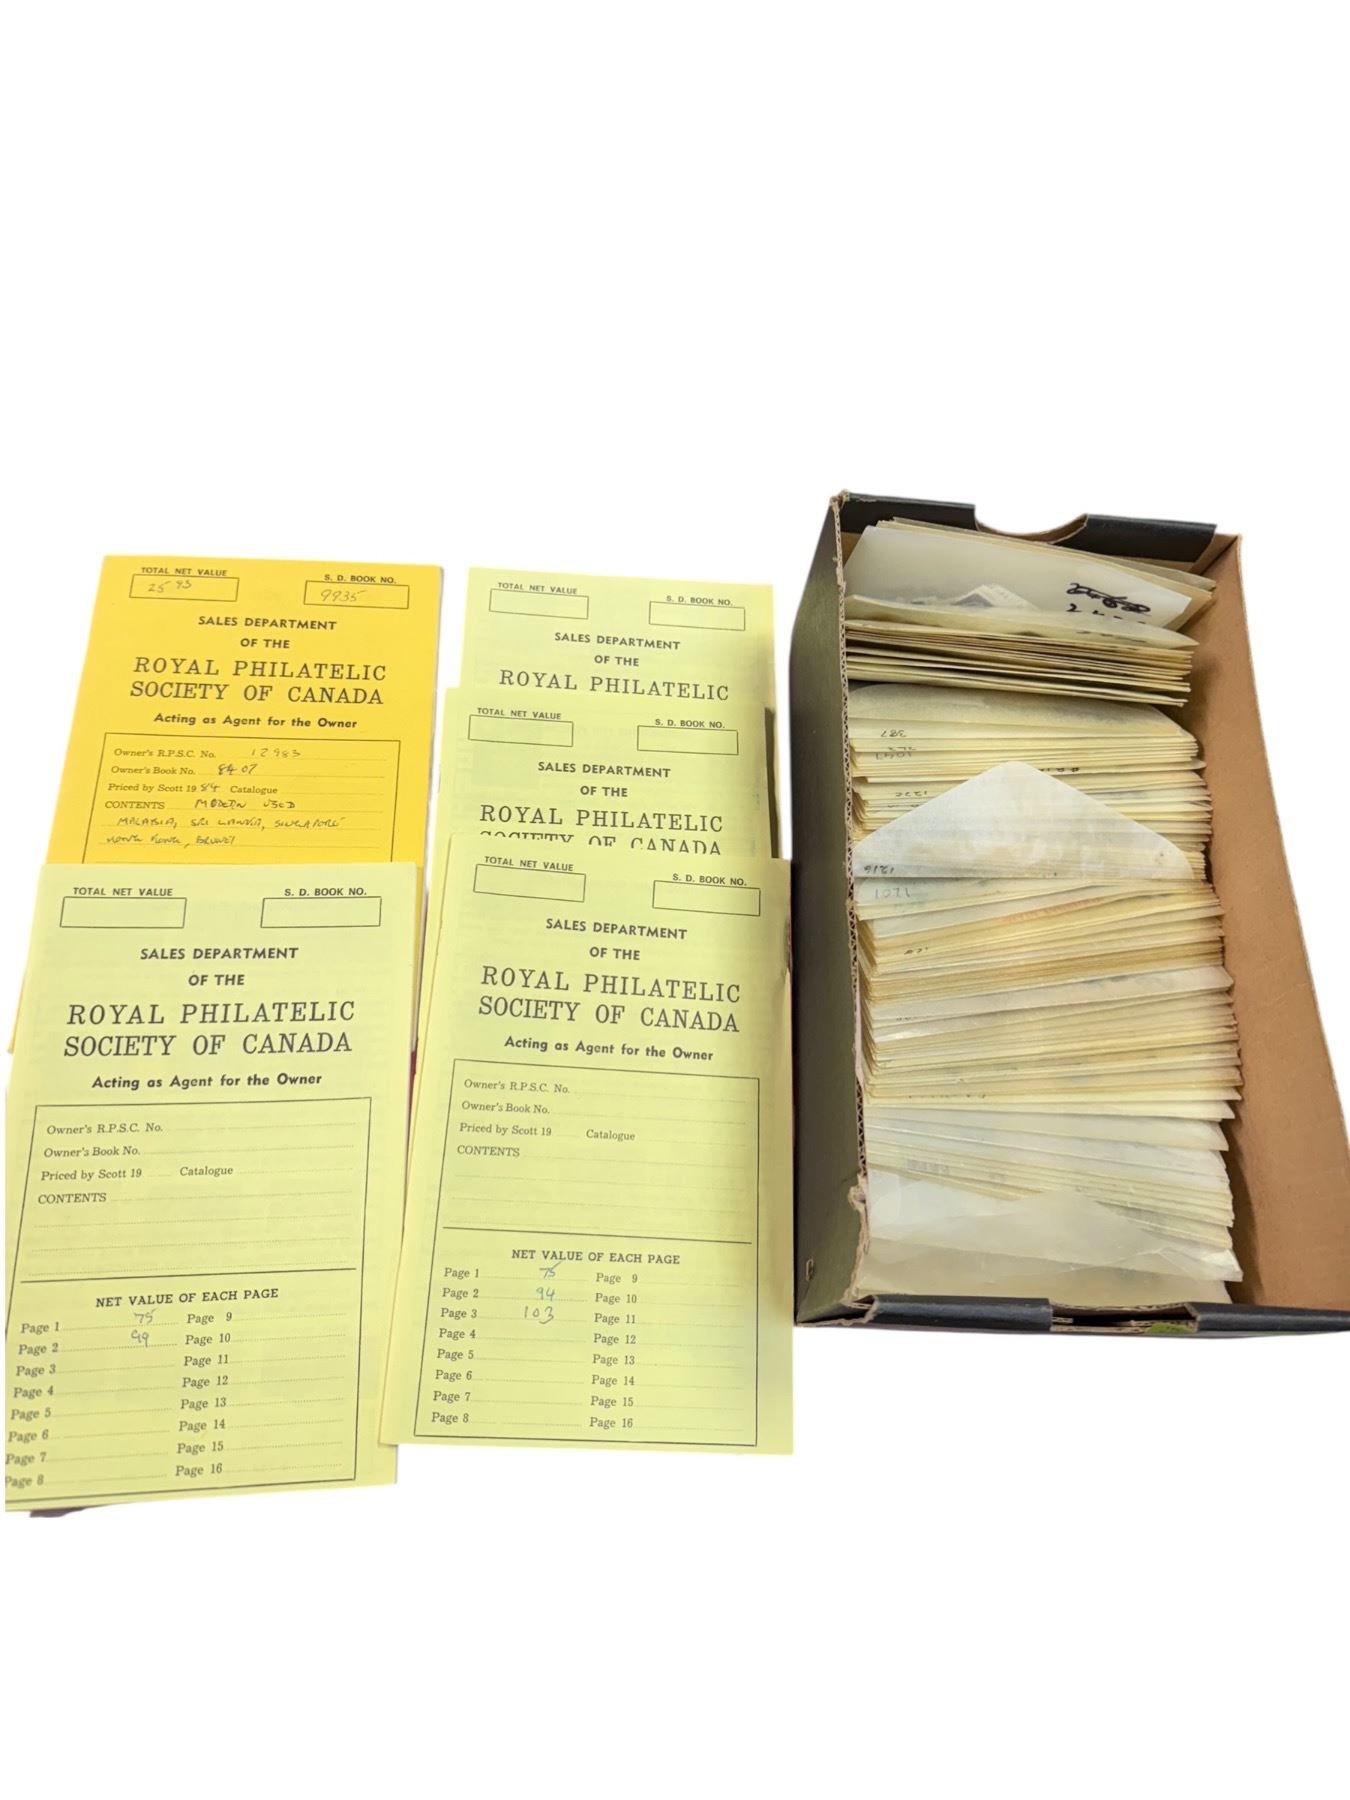 TOTAL NET VALUE
25 93
S. D. BOOK NO.
9935
SALES DEPARTMENT
OF THE
ROYAL PHILATELIC
SOCIETY OF CANADA
Acting as Agent for the Owner
Owner's R.P.S.C. No. 12983
Owner's Book No. 8407
Priced by Scott 19 84 Catalogue
CONTENTS MODERN USED
MALAYSIA, SRI LANKA, SINGAPORE
HONG KONG, BRUNEI
TOTAL NET VALUE
S. D. BOOK NO.
SALES DEPARTMENT
OF THE
ROYAL PHILATELIC
SOCIETY OF CANADA
Acting as Agent for the Owner
Owner's R.P.S.C. No.
Owner's Book No.
Priced by Scott 19 Catalogue
CONTENTS
NET VALUE OF EACH PAGE
Page 1 75 Page 9
Page 2 99 Page 10
Page 3 Page 11
Page 4 Page 12
Page 5 Page 13
Page 6 Page 14
Page 7 Page 15
Page 8 Page 16
TOTAL NET VALUE
S. D. BOOK NO.
SALES DEPARTMENT
OF THE
ROYAL PHILATELIC
TOTAL NET VALUE
S. D. BOOK NO.
SALES DEPARTMENT
OF THE
ROYAL PHILATELIC
SOCIETY OF CANADA
TOTAL NET VALUE
S. D. BOOK NO.
SALES DEPARTMENT
OF THE
ROYAL PHILATELIC
SOCIETY OF CANADA
Acting as Agent for the Owner
Owner's R.P.S.C. No.
Owner's Book No.
Priced by Scott 19 Catalogue
CONTENTS
NET VALUE OF EACH PAGE
Page 1 75 Page 9
Page 2 94 Page 10
Page 3 103 Page 11
Page 4 Page 12
Page 5 Page 13
Page 6 Page 14
Page 7 Page 15
Page 8 Page 16
387
1047
1216
1201